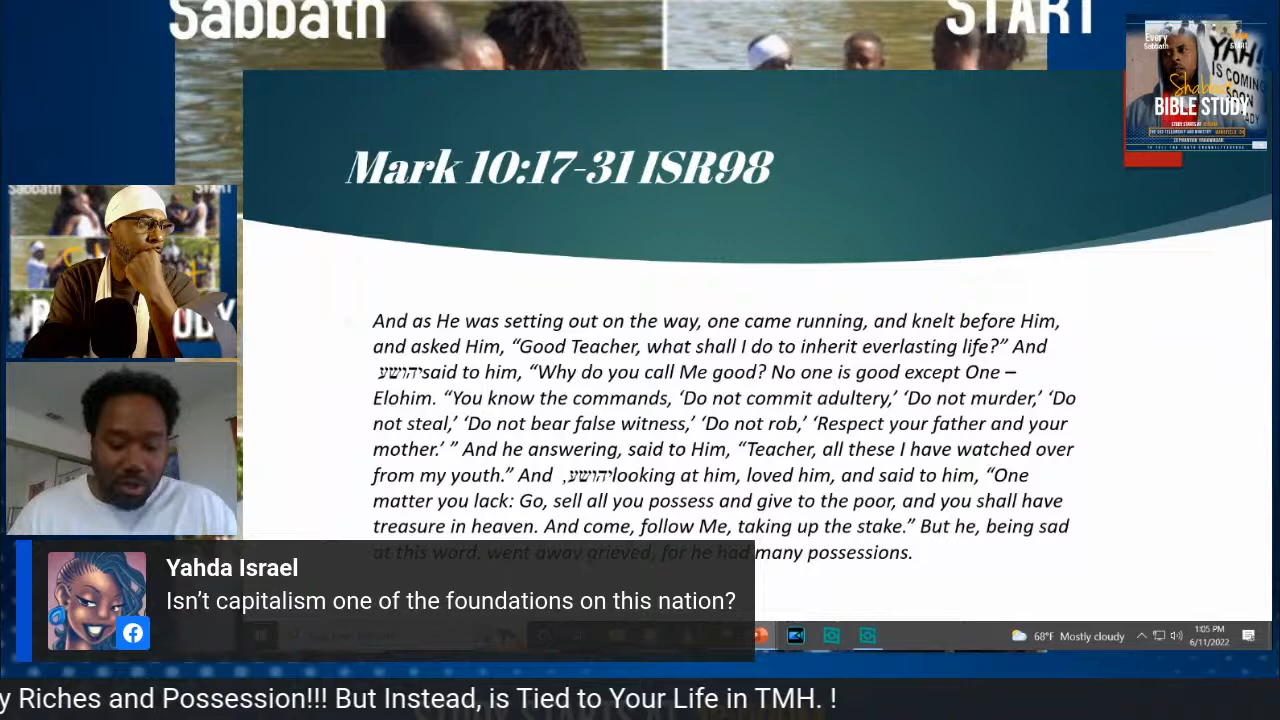 Sabbath
START
Every
Sabbath
START
YAH!
IS COMING
SOON
Shabbat
BIBLE STUDY
Mark 10:17-31 ISR98
And as He was setting out on the way, one came running, and knelt before Him,
and asked Him, “Good Teacher, what shall I do to inherit everlasting life?” And
יהושע said to him, “Why do you call Me good? No one is good except One –
Elohim. “You know the commands, ‘Do not commit adultery,’ ‘Do not murder,’ ‘Do
not steal,’ ‘Do not bear false witness,’ ‘Do not rob,’ ‘Respect your father and your
mother.’ ” And he answering, said to Him, “Teacher, all these I have watched over
from my youth.” And יהושע, looking at him, loved him, and said to him, “One
matter you lack: Go, sell all you possess and give to the poor, and you shall have
treasure in heaven. And come, follow Me, taking up the stake.” But he, being sad
at this word, went away grieved, for he had many possessions.
Yahda Israel
Isn’t capitalism one of the foundations on this nation?
68°F Mostly cloudy
1:05 PM
6/11/2022
y Riches and Possession!!! But Instead, is Tied to Your Life in TMH. !